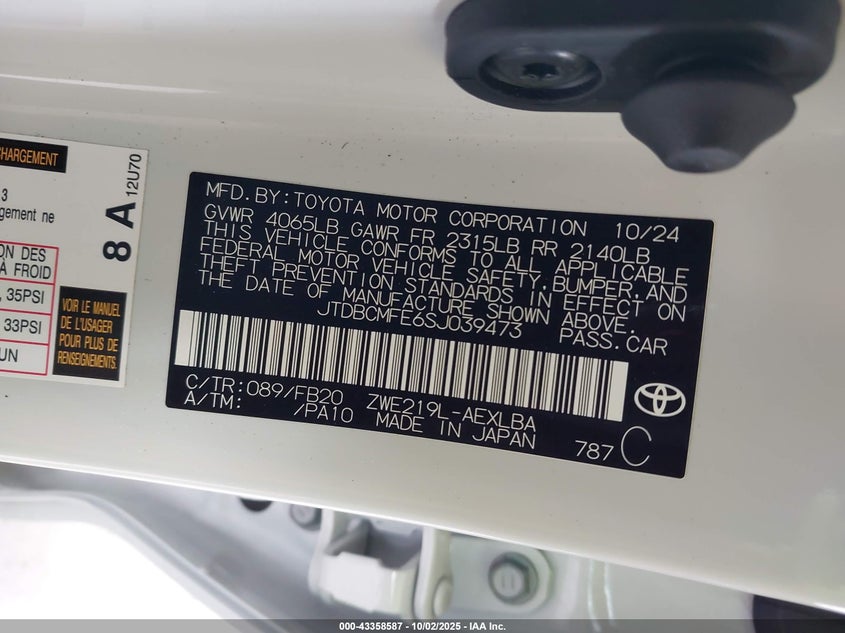 CHARGEMENT
3
gement ne
ON DES
À FROID
, 35PSI
33PSI
UN
8 A 12U70
VOIR LE MANUEL
DE L'USAGER
POUR PLUS DE
RENSEIGNEMENTS.
MFD.BY:TOYOTA MOTOR CORPORATION 10/24
GVWR 4065LB GAWR FR 2315LB RR 2140LB
THIS VEHICLE CONFORMS TO ALL APPLICABLE
FEDERAL MOTOR VEHICLE SAFETY,BUMPER,AND
THEFT PREVENTION STANDARDS IN EFFECT ON
THE DATE OF MANUFACTURE SHOWN ABOVE.
JTDBCMFE6SJ039473 PASS.CAR
C/TR:089/FB20 ZWE219L-AEXLBA
A/TM: /PA10 MADE IN JAPAN
787 C
000-43358587 - 10/02/2025 - IAA Inc.